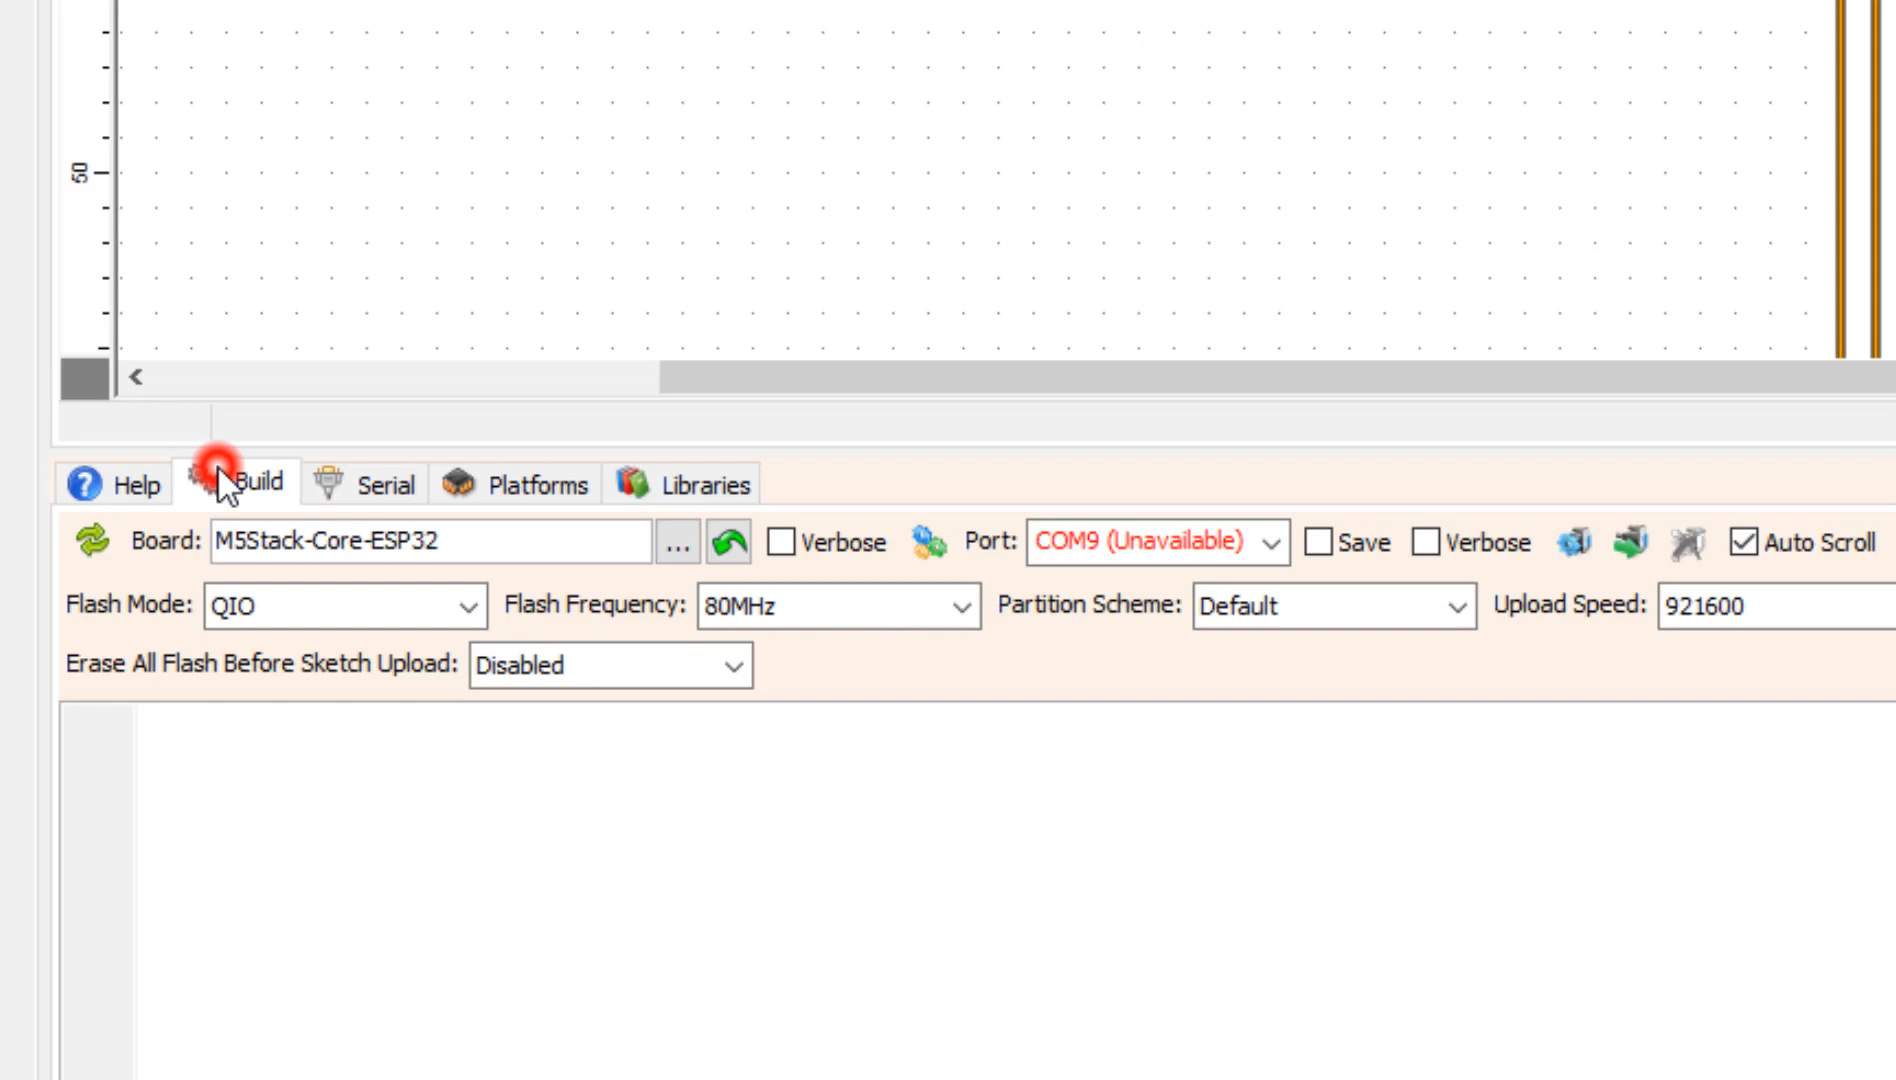 50
Help Build Serial Platforms Libraries
Board: M5Stack-Core-ESP32 ... Verbose Port: COM9 (Unavailable) Save Verbose Auto Scroll
Flash Mode: QIO Flash Frequency: 80MHz Partition Scheme: Default Upload Speed: 921600
Erase All Flash Before Sketch Upload: Disabled